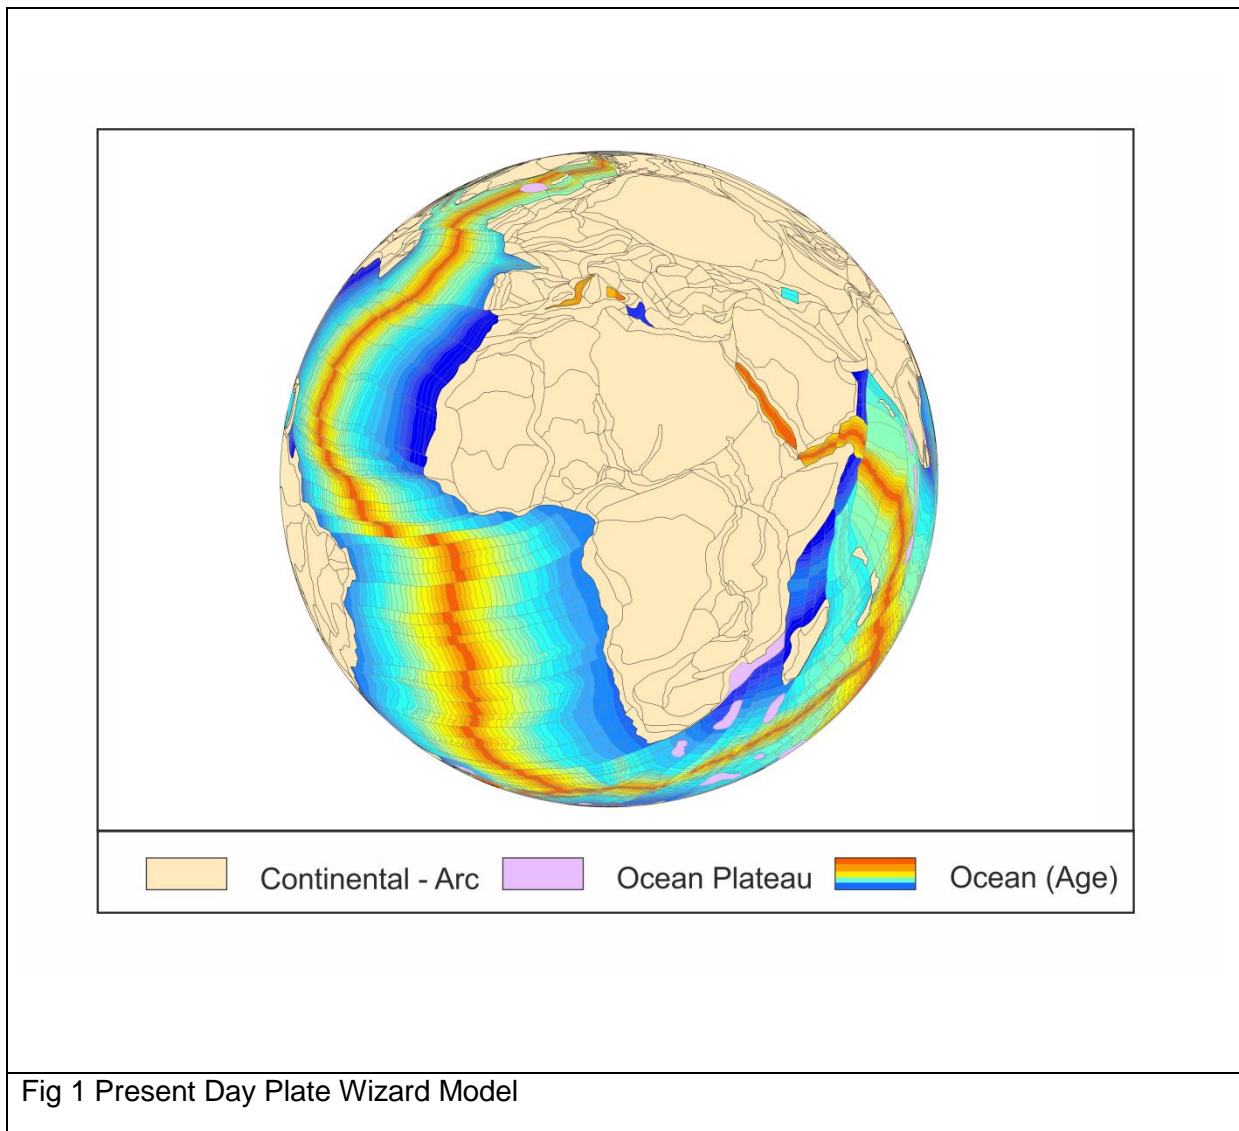 Continental - Arc
Ocean Plateau
Ocean (Age)
Fig 1 Present Day Plate Wizard Model